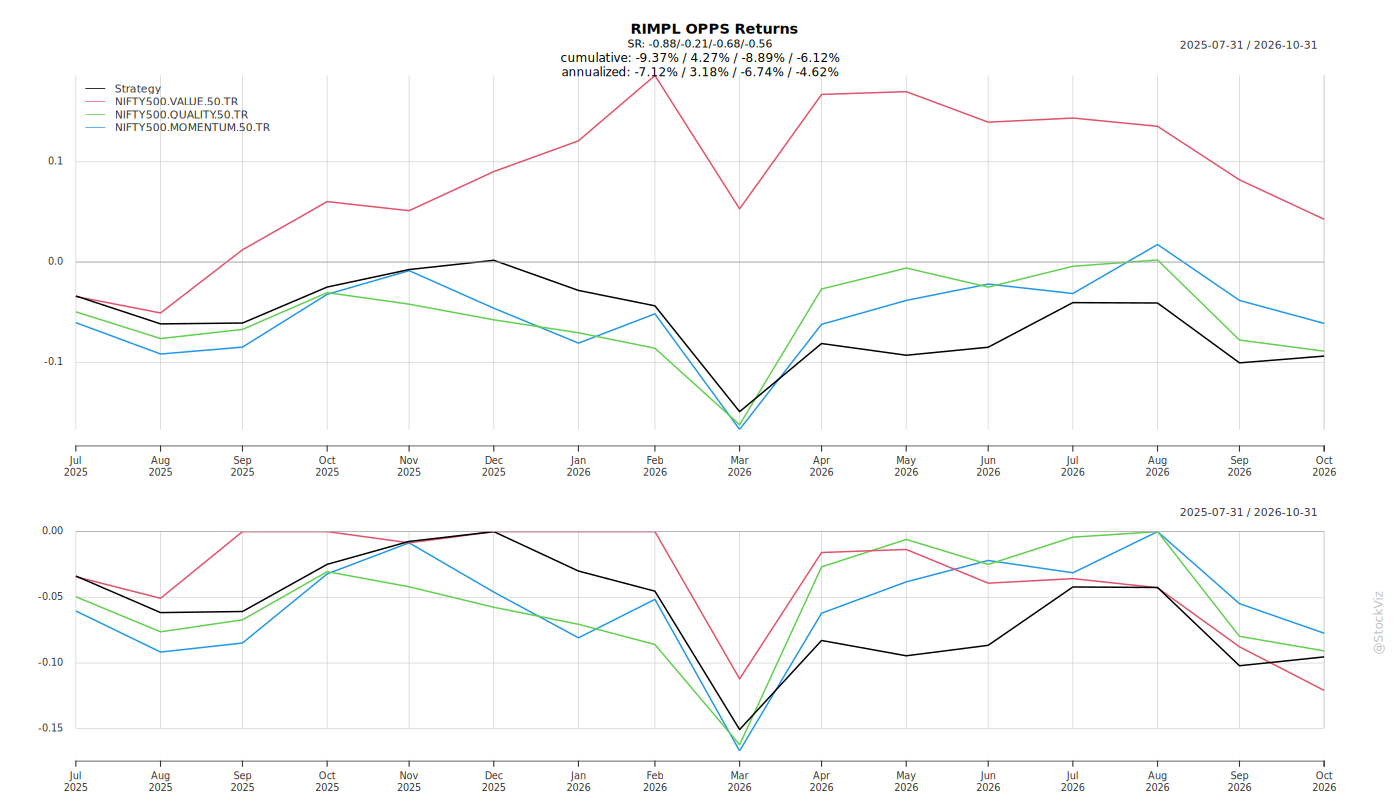 RIMPL OPPS Returns
SR: -0.88/-0.21/-0.68/-0.56
cumulative: -9.37% / 4.27% / -8.89% / -6.12%
annualized: -7.12% / 3.18% / -6.74% / -4.62%
2025-07-31 / 2026-10-31
Strategy
NIFTY500.VALUE.50.TR
NIFTY500.QUALITY.50.TR
NIFTY500.MOMENTUM.50.TR
0.1
0.0
-0.1
Jul Aug Sep Oct Nov Dec Jan Feb Mar Apr May Jun Jul Aug Sep Oct
2025 2025 2025 2025 2025 2025 2026 2026 2026 2026 2026 2026 2026 2026 2026 2026
2025-07-31 / 2026-10-31
0.00
-0.05
-0.10
-0.15
Jul Aug Sep Oct Nov Dec Jan Feb Mar Apr May Jun Jul Aug Sep Oct
2025 2025 2025 2025 2025 2025 2026 2026 2026 2026 2026 2026 2026 2026 2026 2026
@StockViz